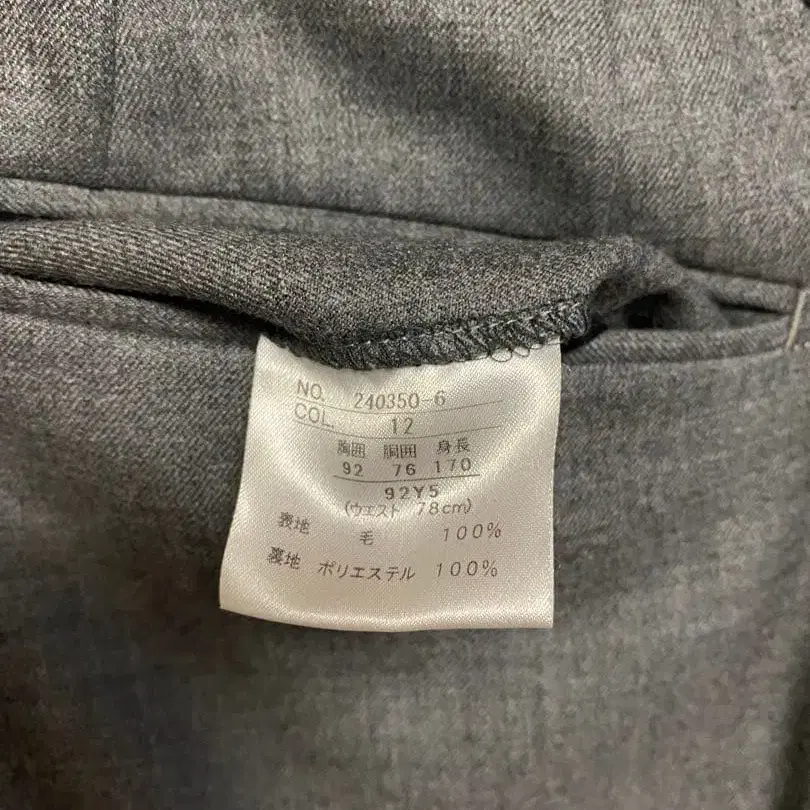 NO. 240350-6
COL. 12
胸囲 胴囲 身長
92 76 170
92Y5
(ウエスト 78cm)
表地 毛 100%
裏地 ポリエステル 100%